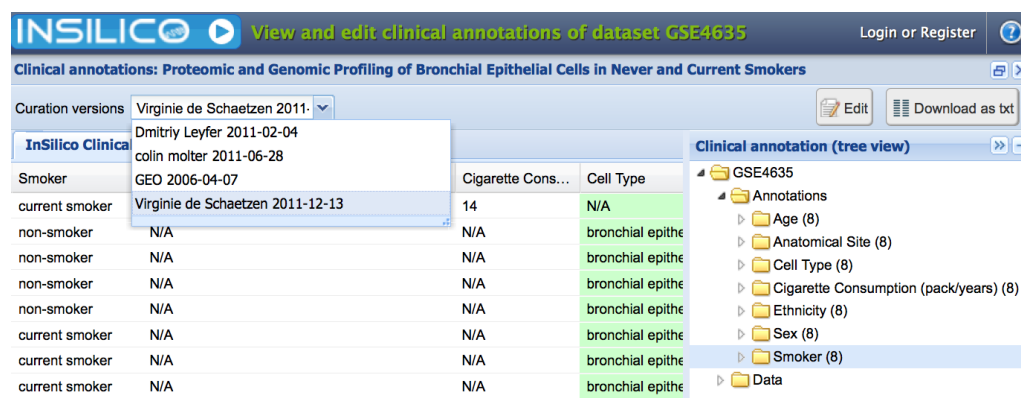 INSILICO View and edit clinical annotations of dataset GSE4635 Login or Register ?
Clinical annotations: Proteomic and Genomic Profiling of Bronchial Epithelial Cells in Never and Current Smokers
Curation versions Virginie de Schaetzen 2011- Edit Download as txt
Dmitriy Leyfer 2011-02-04
colin molter 2011-06-28
GEO 2006-04-07
Virginie de Schaetzen 2011-12-13
InSilico Clinica
Smoker Cigarette Cons... Cell Type
current smoker 14 N/A
non-smoker N/A N/A bronchial epithe
non-smoker N/A N/A bronchial epithe
non-smoker N/A N/A bronchial epithe
non-smoker N/A N/A bronchial epithe
current smoker N/A N/A bronchial epithe
current smoker N/A N/A bronchial epithe
current smoker N/A N/A bronchial epithe
Clinical annotation (tree view)
GSE4635
Annotations
Age (8)
Anatomical Site (8)
Cell Type (8)
Cigarette Consumption (pack/years) (8)
Ethnicity (8)
Sex (8)
Smoker (8)
Data